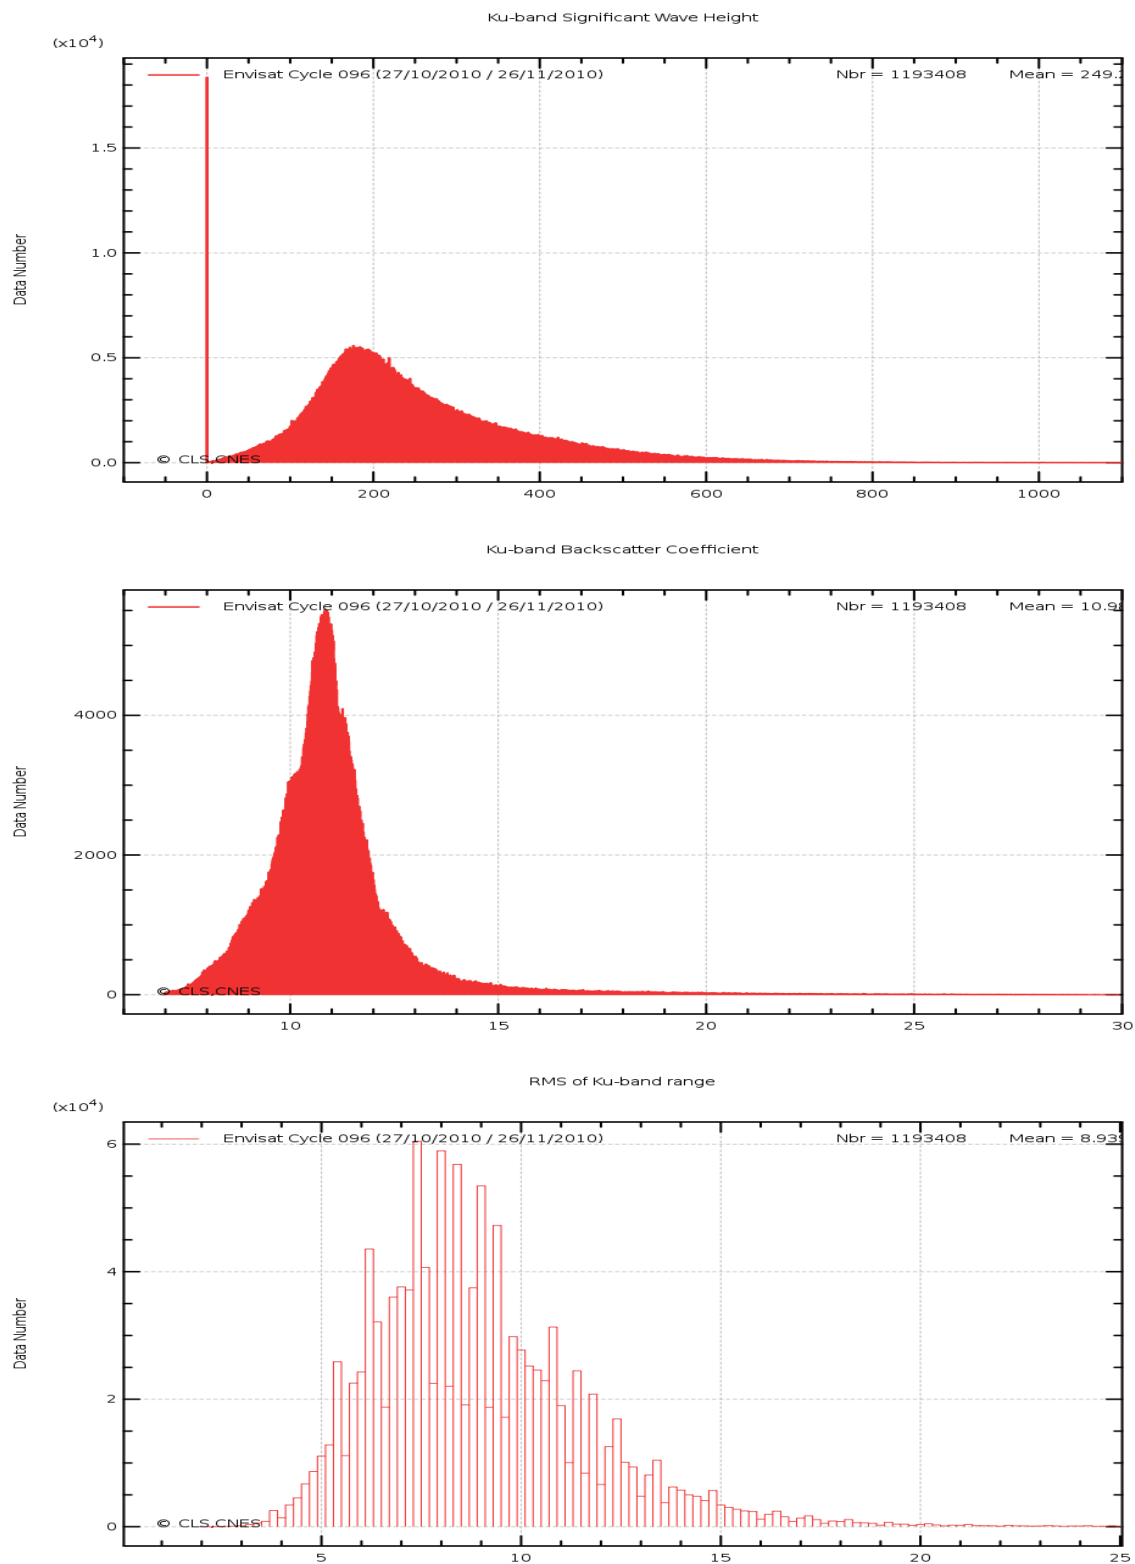 Ku-band Significant Wave Height
(x10⁴)
Envisat Cycle 096 (27/10/2010 / 26/11/2010) Nbr = 1193408 Mean = 249.
1.5
1.0
0.5
0.0
Data Number
© CLS,CNES
0 200 400 600 800 1000
Ku-band Backscatter Coefficient
Envisat Cycle 096 (27/10/2010 / 26/11/2010) Nbr = 1193408 Mean = 10.9
4000
2000
0
Data Number
© CLS,CNES
10 15 20 25 30
RMS of Ku-band range
(x10⁴)
Envisat Cycle 096 (27/10/2010 / 26/11/2010) Nbr = 1193408 Mean = 8.93
6
4
2
0
Data Number
© CLS,CNES
5 10 15 20 25